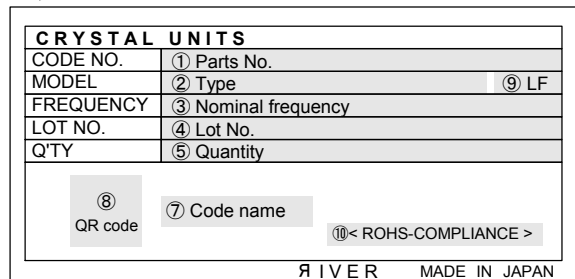 CRYSTAL UNITS
CODE NO. ① Parts No.
MODEL ② Type ⑨ LF
FREQUENCY ③ Nominal frequency
LOT NO. ④ Lot No.
Q'TY ⑤ Quantity
⑧
QR code
⑦ Code name
⑩< ROHS-COMPLIANCE >
ЯIVER MADE IN JAPAN